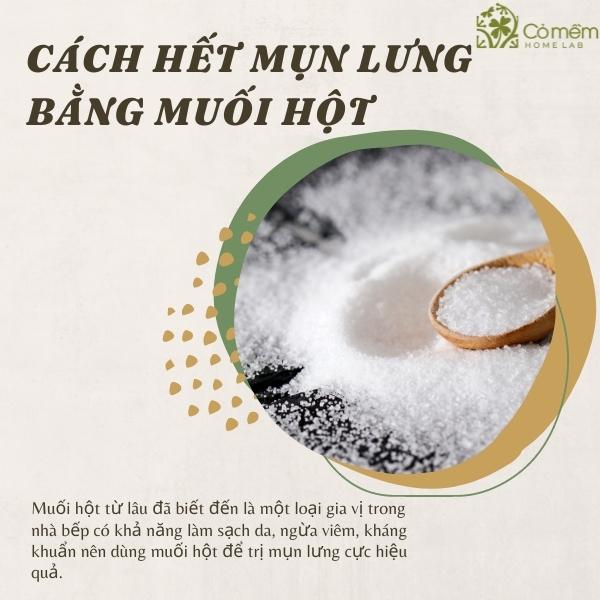 Cỏ mềm
HOME LAB
CÁCH HẾT MỤN LƯNG
BẰNG MUỐI HỘT
Muối hột từ lâu đã biết đến là một loại gia vị trong
nhà bếp có khả năng làm sạch da, ngừa viêm, kháng
khuẩn nên dùng muối hột để trị mụn lưng cực hiệu
quả.